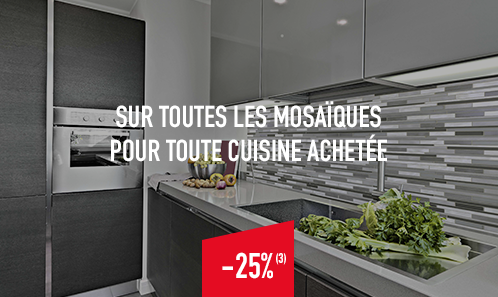 SUR TOUTES LES MOSAÏQUES
POUR TOUTE CUISINE ACHETÉE
-25% (3)